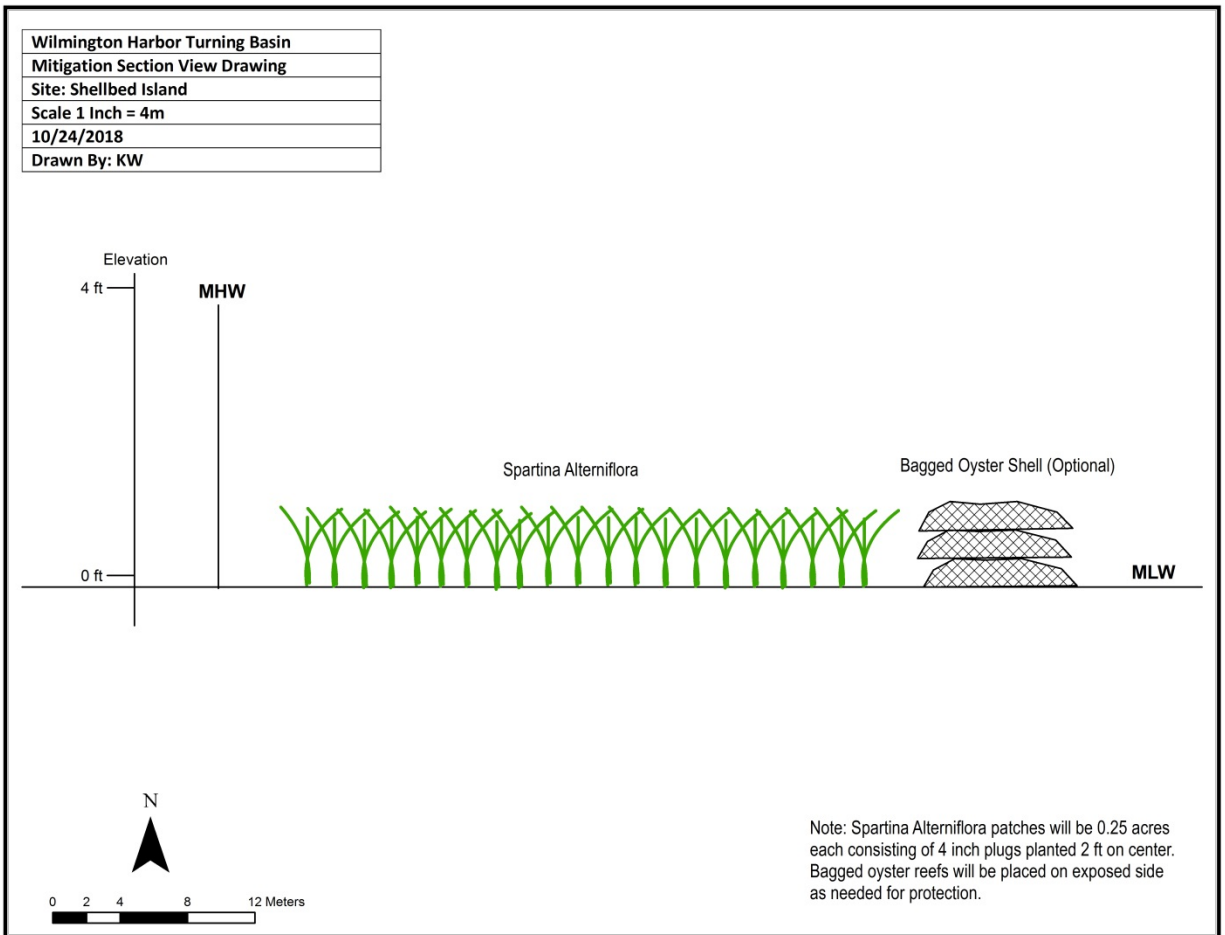 Wilmington Harbor Turning Basin
Mitigation Section View Drawing
Site: Shellbed Island
Scale 1 Inch = 4m
10/24/2018
Drawn By: KW
Elevation
4 ft
MHW
Spartina Alterniflora
Bagged Oyster Shell (Optional)
0 ft
MLW
N
0 2 4 8 12 Meters
Note: Spartina Alterniflora patches will be 0.25 acres
each consisting of 4 inch plugs planted 2 ft on center.
Bagged oyster reefs will be placed on exposed side
as needed for protection.